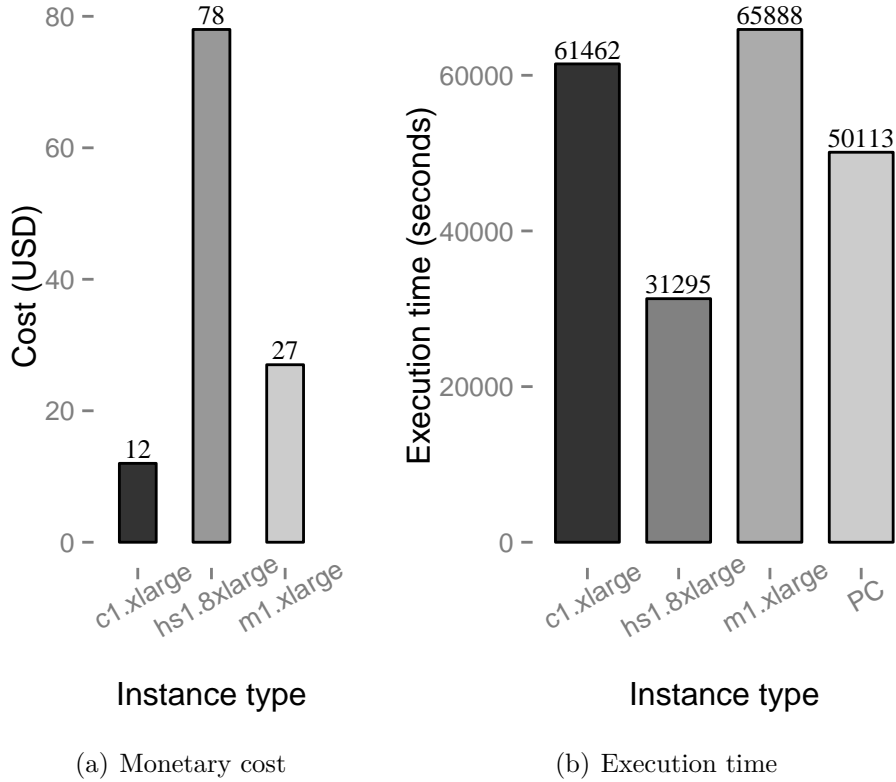 Cost (USD)
80
60
40
20
0
78
27
12
c1.xlarge
hs1.8xlarge
m1.xlarge
Instance type
(a) Monetary cost
Execution time (seconds)
60000
40000
20000
0
61462
31295
65888
50113
c1.xlarge
hs1.8xlarge
m1.xlarge
PC
Instance type
(b) Execution time